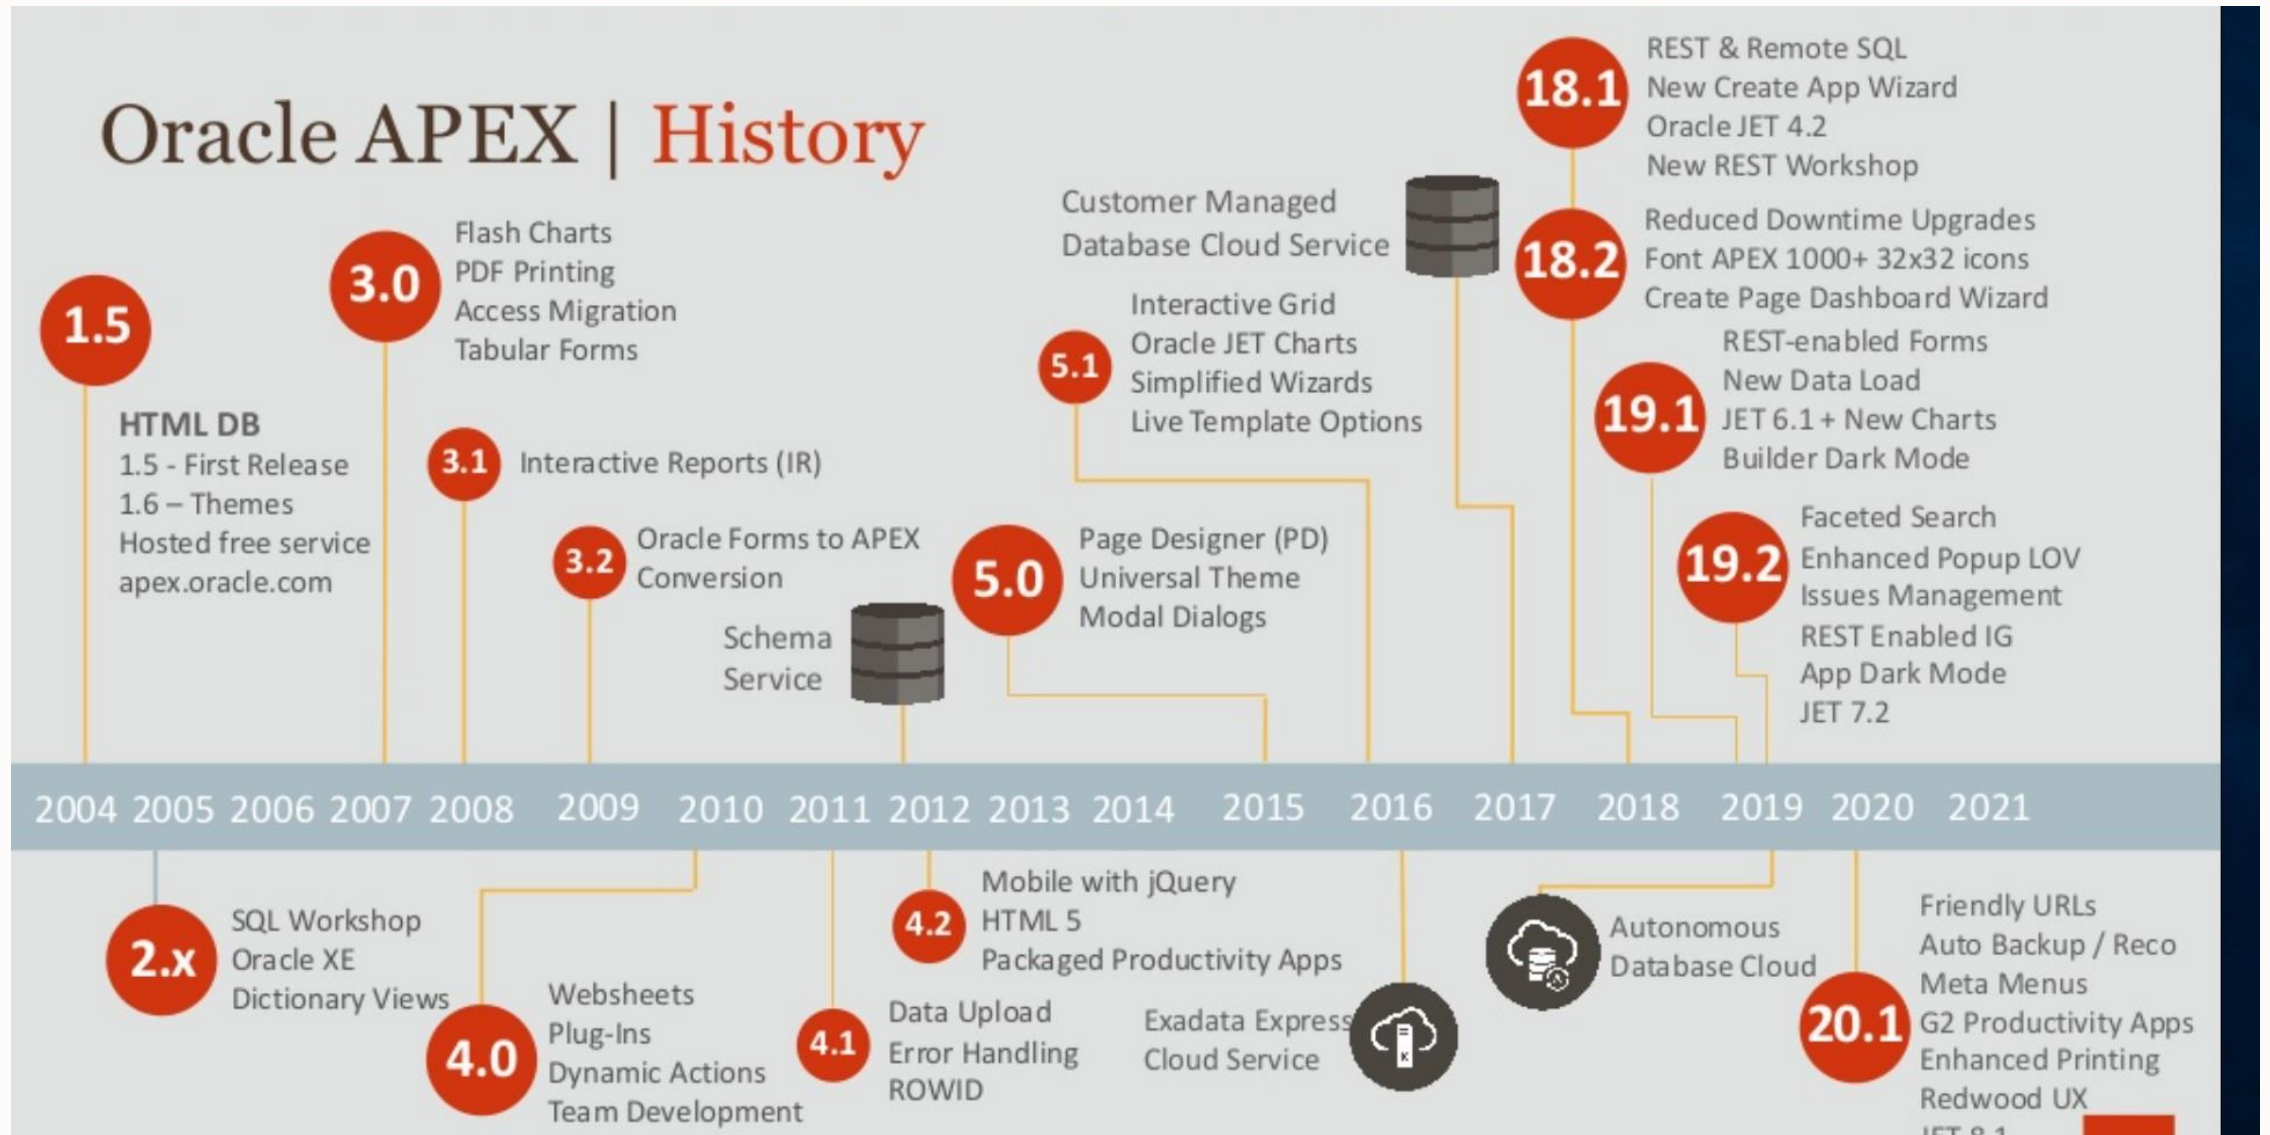 Oracle APEX | History
1.5
HTML DB
1.5 - First Release
1.6 – Themes
Hosted free service
apex.oracle.com
3.0
Flash Charts
PDF Printing
Access Migration
Tabular Forms
3.1
Interactive Reports (IR)
3.2
Oracle Forms to APEX
Conversion
Schema
Service
5.0
Page Designer (PD)
Universal Theme
Modal Dialogs
5.1
Interactive Grid
Oracle JET Charts
Simplified Wizards
Live Template Options
Customer Managed
Database Cloud Service
18.1
REST & Remote SQL
New Create App Wizard
Oracle JET 4.2
New REST Workshop
18.2
Reduced Downtime Upgrades
Font APEX 1000+ 32x32 icons
Create Page Dashboard Wizard
19.1
REST-enabled Forms
New Data Load
JET 6.1 + New Charts
Builder Dark Mode
19.2
Faceted Search
Enhanced Popup LOV
Issues Management
REST Enabled IG
App Dark Mode
JET 7.2
2004 2005 2006 2007 2008 2009 2010 2011 2012 2013 2014 2015 2016 2017 2018 2019 2020 2021
2.x
SQL Workshop
Oracle XE
Dictionary Views
4.0
Websheets
Plug-Ins
Dynamic Actions
Team Development
4.1
Data Upload
Error Handling
ROWID
4.2
Mobile with jQuery
HTML 5
Packaged Productivity Apps
Exadata Express
Cloud Service
K
Autonomous
Database Cloud
A
20.1
Friendly URLs
Auto Backup / Reco
Meta Menus
G2 Productivity Apps
Enhanced Printing
Redwood UX
JET 8.1